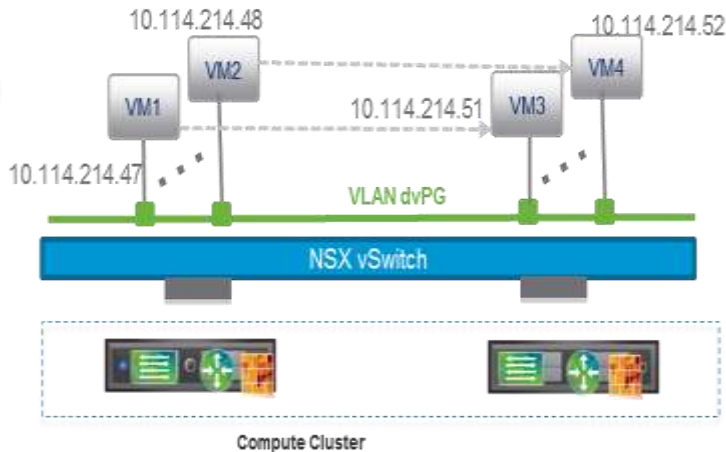 10.114.214.48
10.114.214.52
VM2
VM4
VM1
10.114.214.51
VM3
10.114.214.47
VLAN dvPG
NSX vSwitch
Compute Cluster